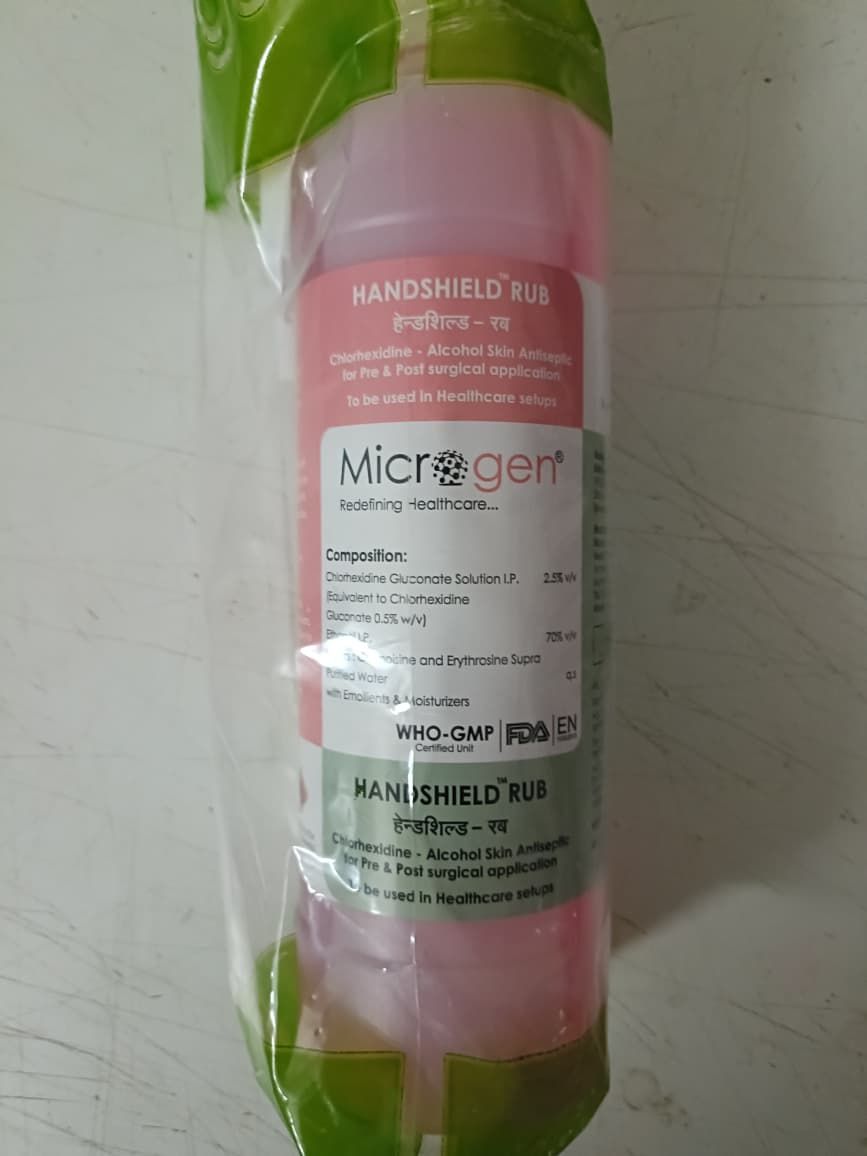 HANDSHIELD™ RUB
हेन्डशिल्ड – रब
Chlorhexidine - Alcohol Skin Antiseptic
for Pre & Post surgical application
To be used in Healthcare setups
Microgen®
Redefining Healthcare...
Composition:
Chlorhexidine Gluconate Solution I.P. 2.5% v/v
(Equivalent to Chlorhexidine
Gluconate 0.5% w/v)
I.P. 70% v/v
and Erythrosine Supra
Purified Water q.s
with Emollients & Moisturizers
WHO-GMP FDA EN
Certified Unit
HANDSHIELD™ RUB
हेन्डशिल्ड – रब
Chlorhexidine - Alcohol Skin Antiseptic
for Pre & Post surgical application
be used in Healthcare setups